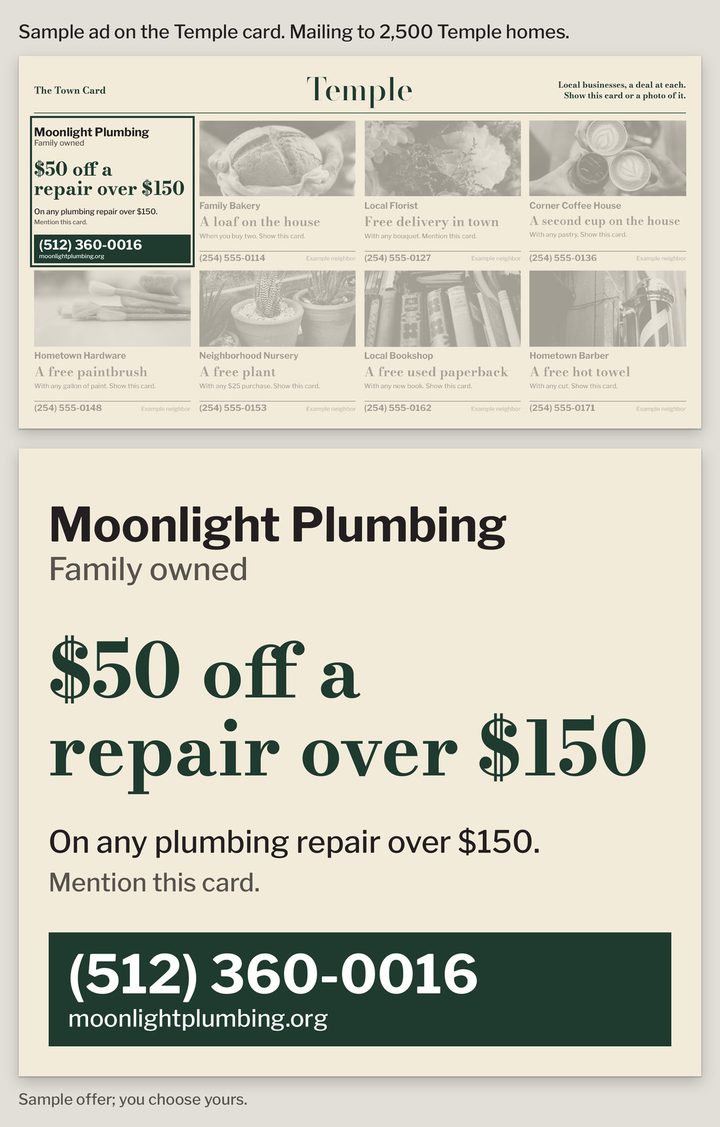 Sample ad on the Temple card. Mailing to 2,500 Temple homes.
The Town Card
Temple
Local businesses, a deal at each.
Show this card or a photo of it.
Moonlight Plumbing
Family owned
$50 off a
repair over $150
On any plumbing repair over $150.
Mention this card.
(512) 360-0016
moonlightplumbing.org
Family Bakery
A loaf on the house
When you buy two. Show this card.
(254) 555-0114 Example neighbor
Local Florist
Free delivery in town
With any bouquet. Mention this card.
(254) 555-0127 Example neighbor
Corner Coffee House
A second cup on the house
With any pastry. Show this card.
(254) 555-0136 Example neighbor
Hometown Hardware
A free paintbrush
With any gallon of paint. Show this card.
(254) 555-0148 Example neighbor
Neighborhood Nursery
A free plant
With any $25 purchase. Show this card.
(254) 555-0153 Example neighbor
Local Bookshop
A free used paperback
With any new book. Show this card.
(254) 555-0162 Example neighbor
Hometown Barber
A free hot towel
With any cut. Show this card.
(254) 555-0171 Example neighbor
Moonlight Plumbing
Family owned
$50 off a
repair over $150
On any plumbing repair over $150.
Mention this card.
(512) 360-0016
moonlightplumbing.org
Sample offer; you choose yours.